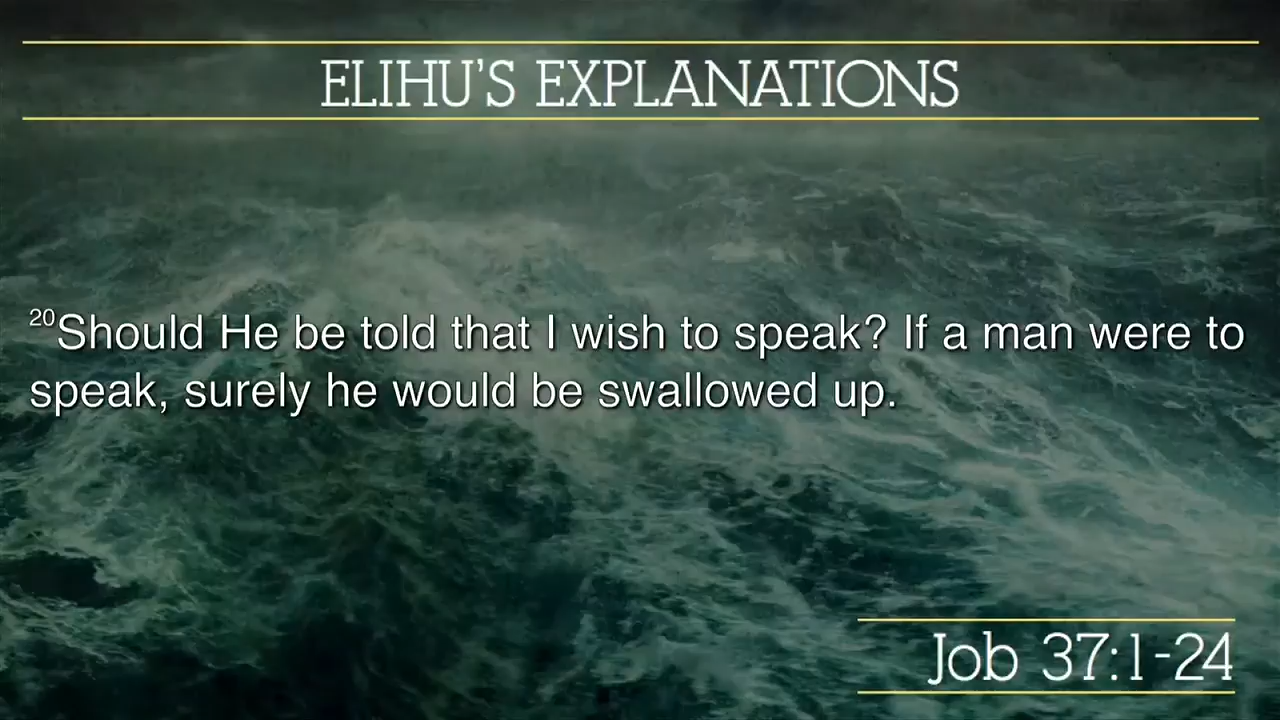 ELIHU'S EXPLANATIONS
20Should He be told that I wish to speak? If a man were to
speak, surely he would be swallowed up.
Job 37:1-24